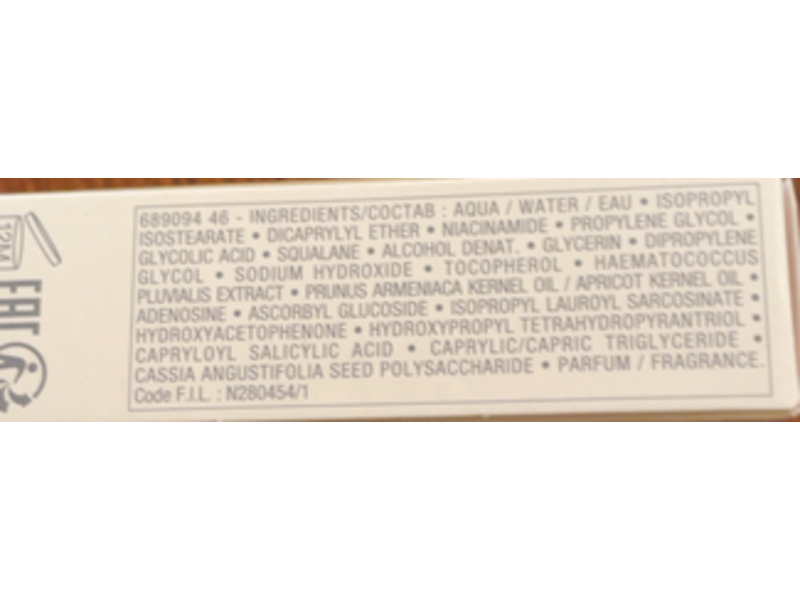 689094 46 - INGREDIENTS/COCTAB : AQUA / WATER / EAU • ISOPROPYL
ISOSTEARATE • DICAPRYLYL ETHER • NIACINAMIDE • PROPYLENE GLYCOL •
GLYCOLIC ACID • SQUALANE • ALCOHOL DENAT. • GLYCERIN • DIPROPYLENE
GLYCOL • SODIUM HYDROXIDE • TOCOPHEROL • HAEMATOCOCCUS
PLUVIALIS EXTRACT • PRUNUS ARMENIACA KERNEL OIL / APRICOT KERNEL OIL •
ADENOSINE • ASCORBYL GLUCOSIDE • ISOPROPYL LAUROYL SARCOSINATE •
HYDROXYACETOPHENONE • HYDROXYPROPYL TETRAHYDROPYRANTRIOL •
CAPRYLOYL SALICYLIC ACID • CAPRYLIC/CAPRIC TRIGLYCERIDE •
CASSIA ANGUSTIFOLIA SEED POLYSACCHARIDE • PARFUM / FRAGRANCE.
Code F.I.L. : N280454/1
12M
EAC